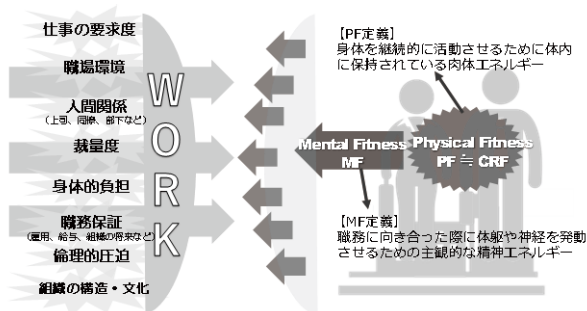 仕事の要求度
職場環境
人間関係
(上司、同僚、部下など)
裁量度
身体的負担
職務保証
(雇用、給与、組織の将来など)
倫理的圧迫
組織の構造・文化
WORK
【PF定義】
身体を継続的に活動させるために体内
に保持されている肉体エネルギー
Mental Fitness
MF
Physical Fitness
PF ≒ CRF
【MF定義】
職務に向き合った際に体躯や神経を発動
させるための主観的な精神エネルギー